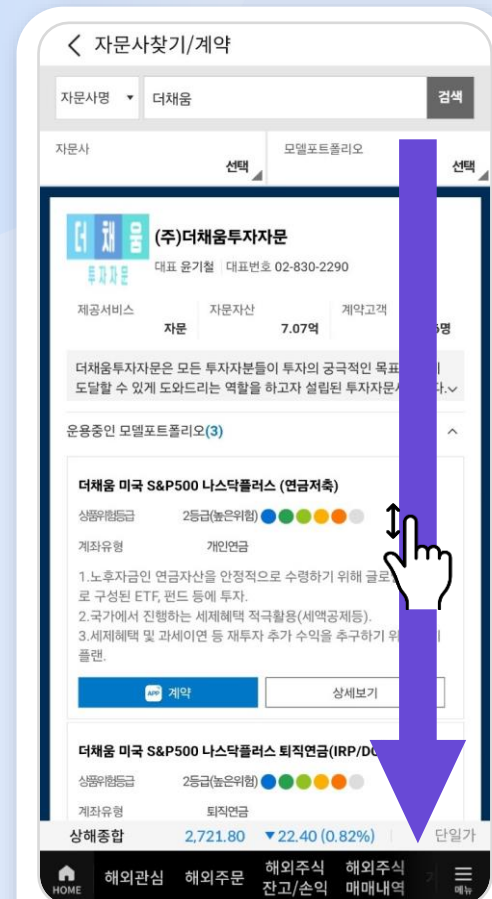 자문사찾기/계약
자문사명 더채움 검색
자문사 선택 모델포트폴리오 선택
더채움
투자자문
(주)더채움투자자문
대표 윤기철 대표번호 02-830-2290
제공서비스 자문 자문자산 7.07억 계약고객 명
더채움투자자문은 모든 투자자분들이 투자의 궁극적인 목표
도달할 수 있게 도와드리는 역할을 하고자 설립된 투자자문
운용중인 모델포트폴리오(3)
더채움 미국 S&P500 나스닥플러스 (연금저축)
상품위험등급 2등급(높은위험)
계좌유형 개인연금
1.노후자금인 연금자산을 안정적으로 수령하기 위해
로 구성된 ETF, 펀드 등에 투자.
2.국가에서 진행하는 세제혜택 적극활용(세액공제등).
3.세제혜택 및 과세이연 등 재투자 추가 수익을 추구하기
플랜.
APP 계약 상세보기
더채움 미국 S&P500 나스닥플러스 퇴직연금(IRP/
상품위험등급 2등급(높은위험)
계좌유형 퇴직연금
상해종합 2,721.80 ▼22.40 (0.82%) 단일가
HOME 해외관심 해외주문 해외주식 잔고/손익 해외주식 매매내역 메뉴